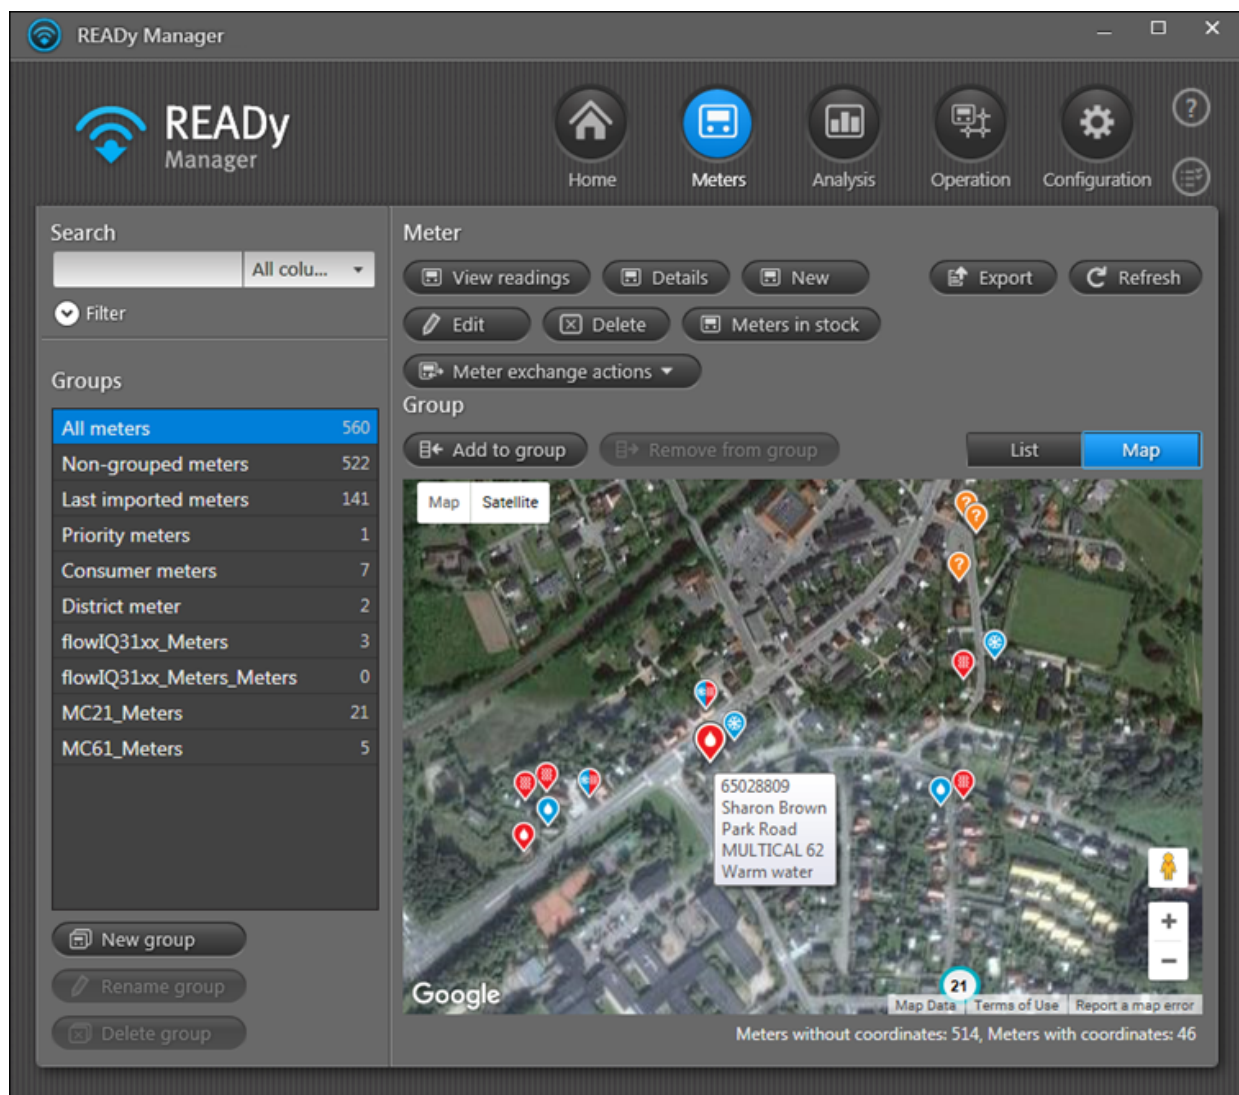 READy Manager
READy
Manager
Home
Meters
Analysis
Operation
Configuration
?
Search
All colu...
Filter
Groups
All meters 560
Non-grouped meters 522
Last imported meters 141
Priority meters 1
Consumer meters 7
District meter 2
flowIQ31xx_Meters 3
flowIQ31xx_Meters_Meters 0
MC21_Meters 21
MC61_Meters 5
New group
Rename group
Delete group
Meter
View readings
Details
New
Export
Refresh
Edit
Delete
Meters in stock
Meter exchange actions
Group
Add to group
Remove from group
List
Map
Map
Satellite
?
?
?
65028809
Sharon Brown
Park Road
MULTICAL 62
Warm water
+
−
21
Google
Map Data
Terms of Use
Report a map error
Meters without coordinates: 514, Meters with coordinates: 46